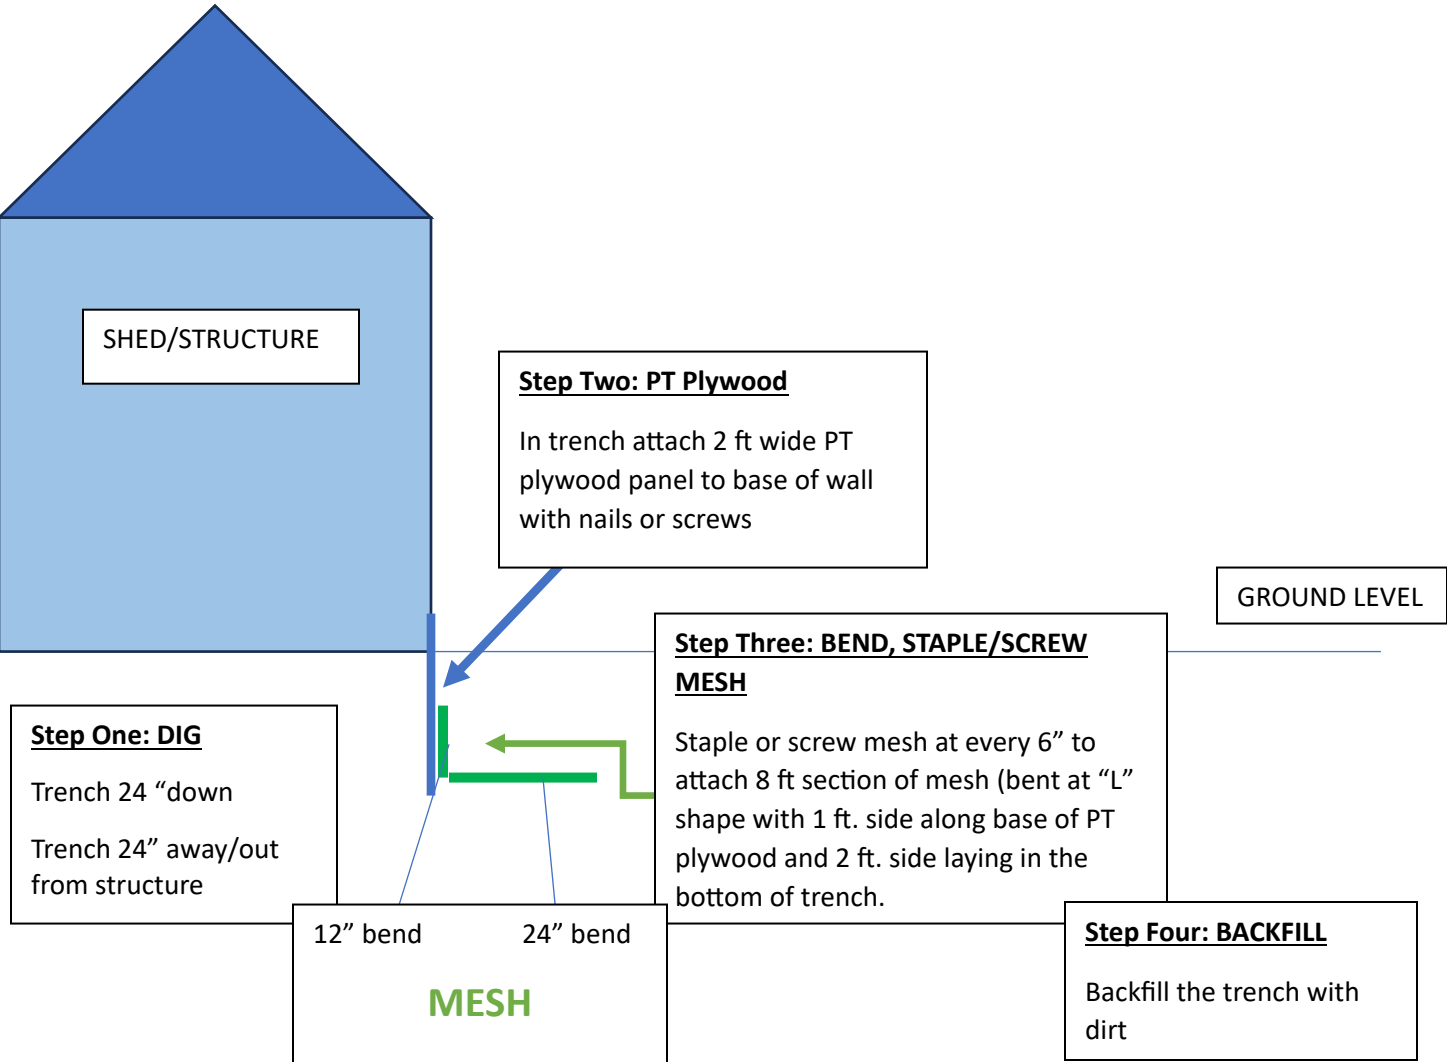 SHED/STRUCTURE
Step Two: PT Plywood
In trench attach 2 ft wide PT
plywood panel to base of wall
with nails or screws
GROUND LEVEL
Step Three: BEND, STAPLE/SCREW
MESH
Staple or screw mesh at every 6” to
attach 8 ft section of mesh (bent at “L”
shape with 1 ft. side along base of PT
plywood and 2 ft. side laying in the
bottom of trench.
Step One: DIG
Trench 24 “down
Trench 24” away/out
from structure
12” bend 24” bend
MESH
Step Four: BACKFILL
Backfill the trench with
dirt